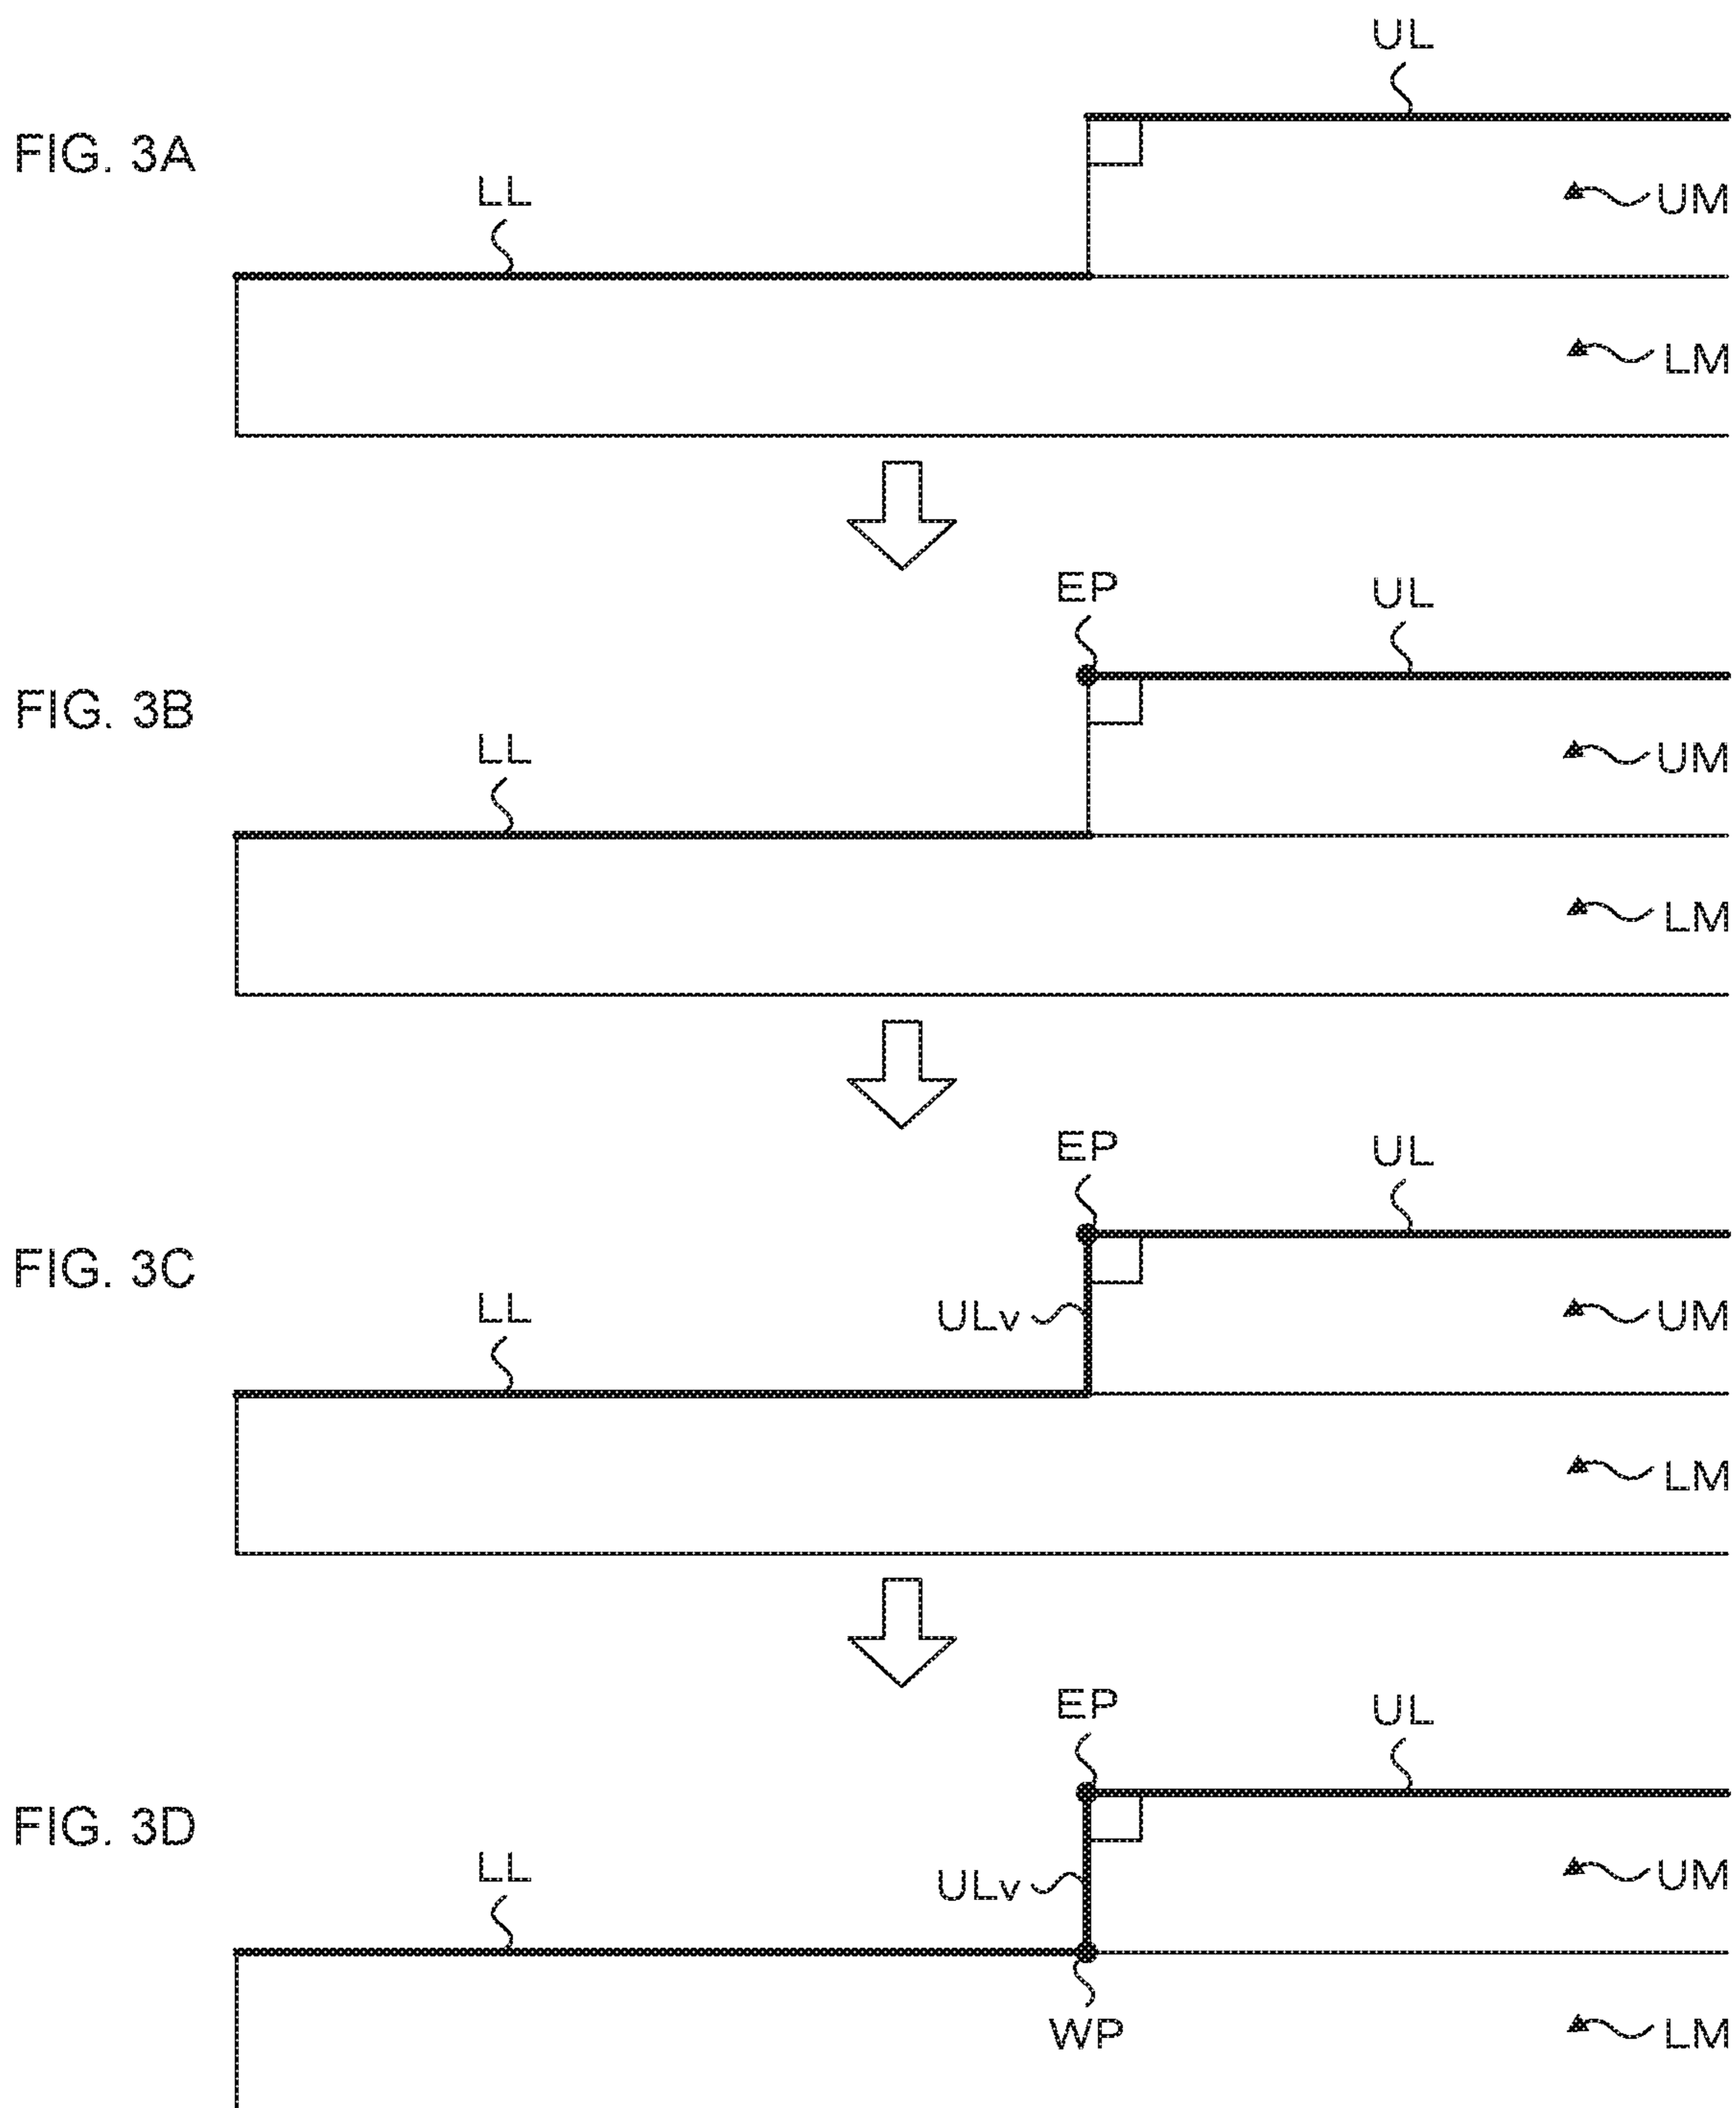 UL
FIG. 3A
LL
UM
LM
EP
UL
FIG. 3B
LL
UM
LM
EP
UL
FIG. 3C
LL
ULv
UM
LM
EP
UL
FIG. 3D
LL
ULv
UM
WP
LM